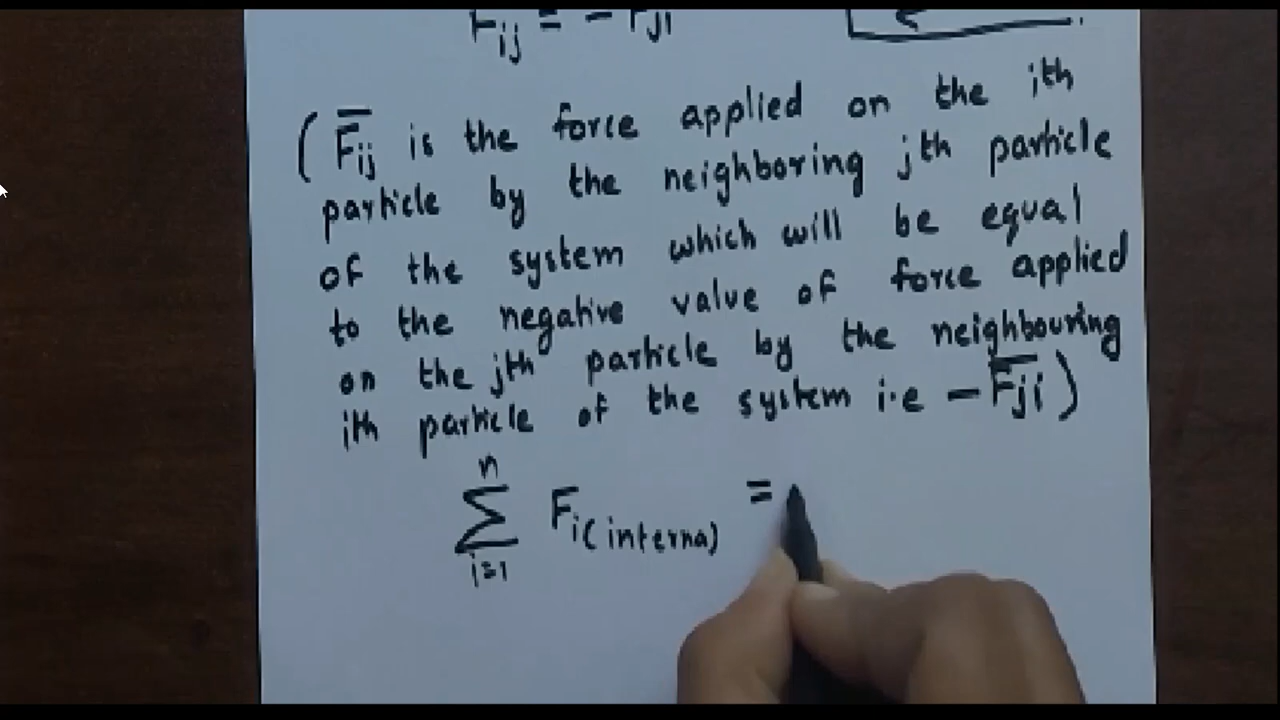 Fij = - Fji
( F̅ij is the force applied on the ith
particle by the neighboring jth particle
of the system which will be equal
to the negative value of force applied
on the jth particle by the neighbouring
ith particle of the system i.e - F̅ji )
n
∑ Fi(interna) =
i=1